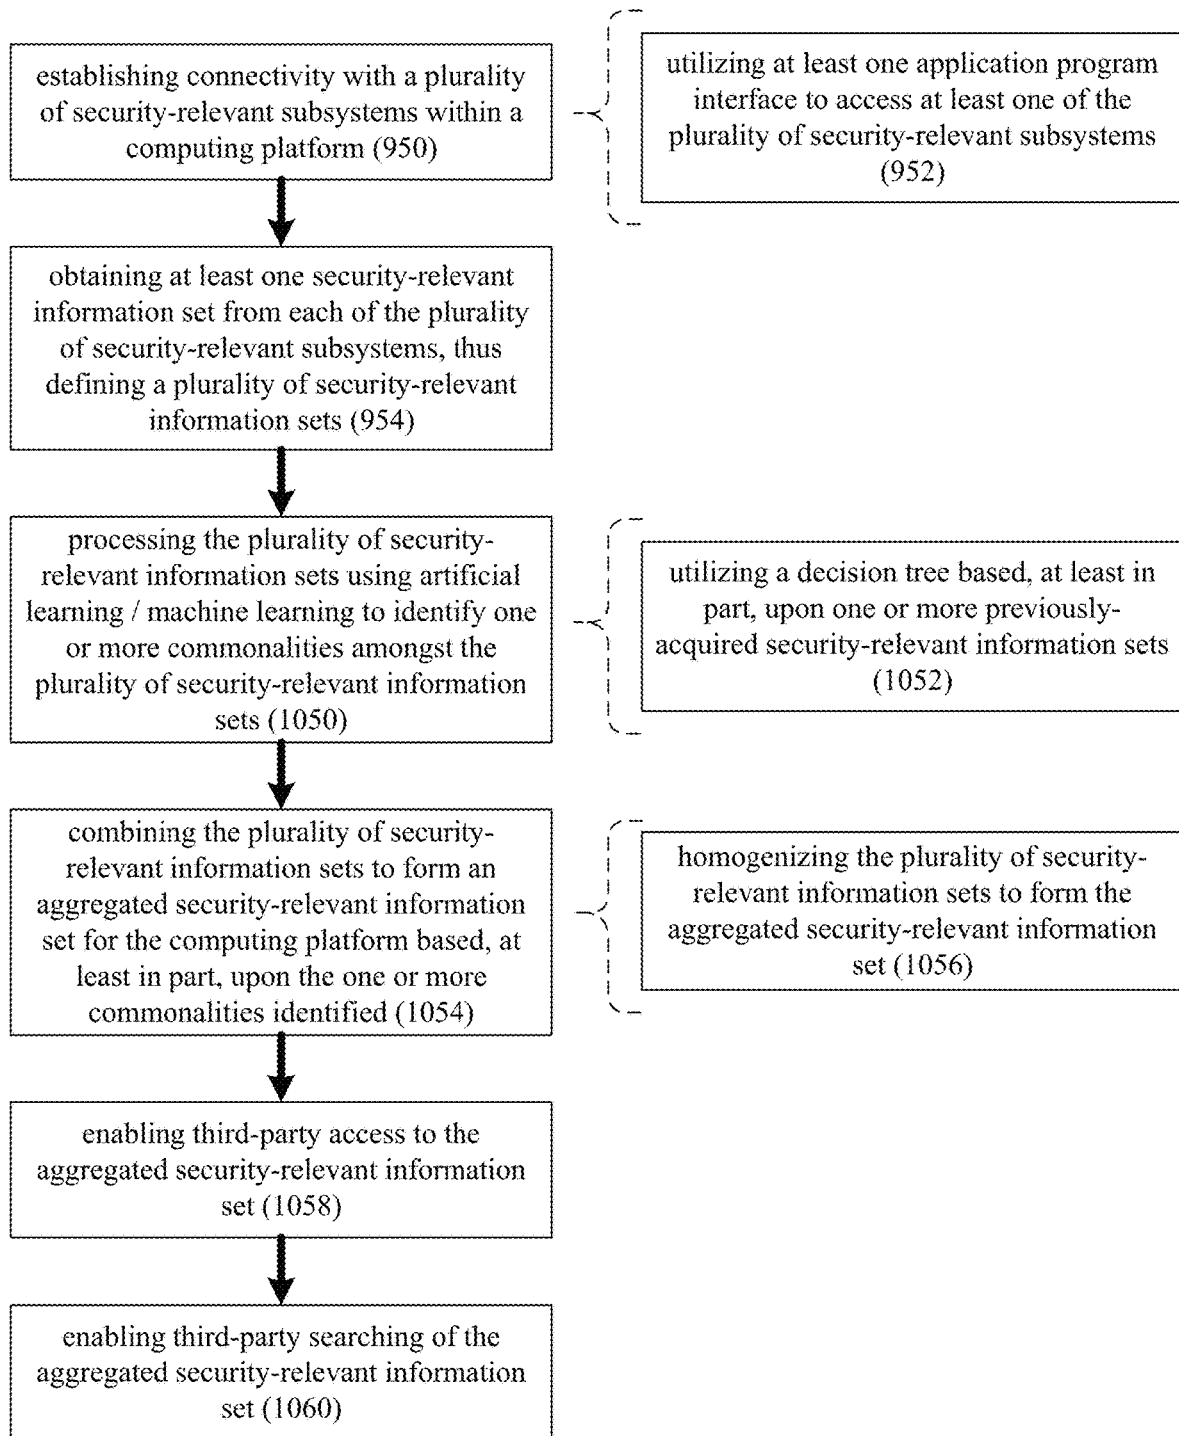 establishing connectivity with a plurality
of security-relevant subsystems within a
computing platform (950)
utilizing at least one application program
interface to access at least one of the
plurality of security-relevant subsystems
(952)
obtaining at least one security-relevant
information set from each of the plurality
of security-relevant subsystems, thus
defining a plurality of security-relevant
information sets (954)
processing the plurality of security-
relevant information sets using artificial
learning / machine learning to identify one
or more commonalities amongst the
plurality of security-relevant information
sets (1050)
utilizing a decision tree based, at least in
part, upon one or more previously-
acquired security-relevant information sets
(1052)
combining the plurality of security-
relevant information sets to form an
aggregated security-relevant information
set for the computing platform based, at
least in part, upon the one or more
commonalities identified (1054)
homogenizing the plurality of security-
relevant information sets to form the
aggregated security-relevant information
set (1056)
enabling third-party access to the
aggregated security-relevant information
set (1058)
enabling third-party searching of the
aggregated security-relevant information
set (1060)